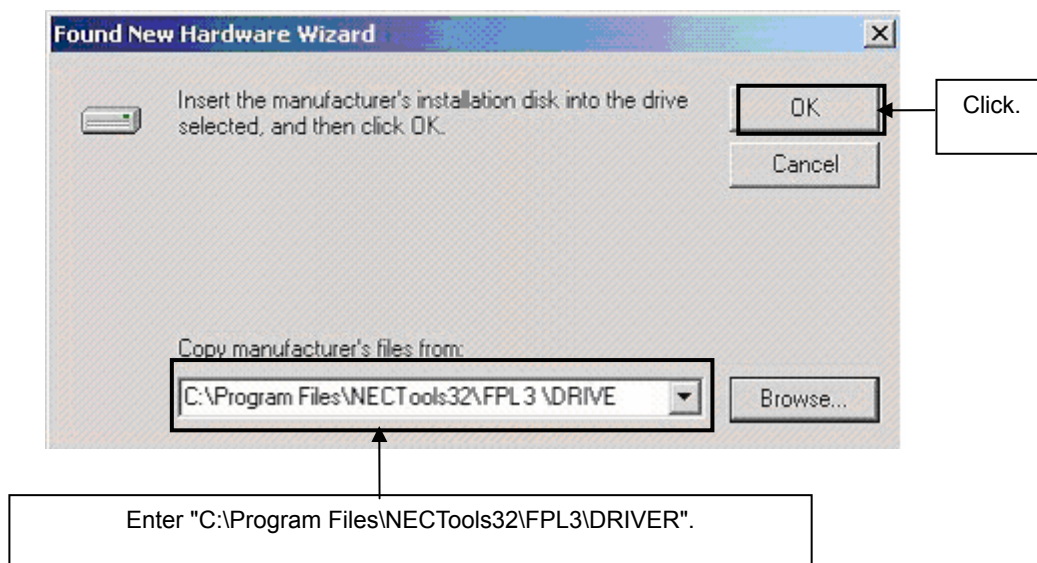 Found New Hardware Wizard
Insert the manufacturer's installation disk into the drive
selected, and then click OK.
OK
Click.
Cancel
Copy manufacturer's files from:
C:\Program Files\NECTools32\FPL3 \DRIVE
Browse...
Enter "C:\Program Files\NECTools32\FPL3\DRIVER".